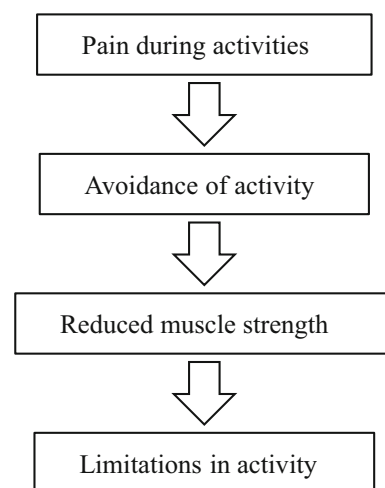 Pain during activities
Avoidance of activity
Reduced muscle strength
Limitations in activity